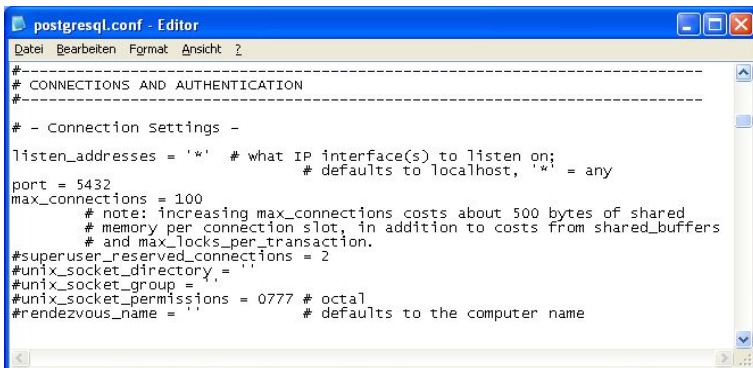 postgresql.conf - Editor
Datei Bearbeiten Format Ansicht ?
#---------------------------------------------------------------------------
# CONNECTIONS AND AUTHENTICATION
#---------------------------------------------------------------------------
# - Connection Settings -
listen_addresses = '*' # what IP interface(s) to listen on;
# defaults to localhost, '*' = any
port = 5432
max_connections = 100
# note: increasing max_connections costs about 500 bytes of shared
# memory per connection slot, in addition to costs from shared_buffers
# and max_locks_per_transaction.
#superuser_reserved_connections = 2
#unix_socket_directory = ''
#unix_socket_group = ''
#unix_socket_permissions = 0777 # octal
#rendezvous_name = '' # defaults to the computer name